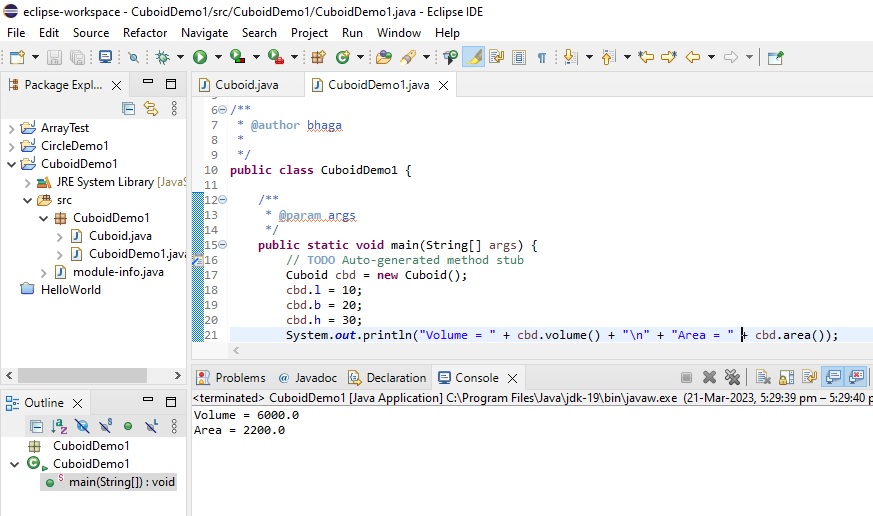 eclipse-workspace - CuboidDemo1/src/CuboidDemo1/CuboidDemo1.java - Eclipse IDE
File Edit Source Refactor Navigate Search Project Run Window Help
Package Expl...
ArrayTest
CircleDemo1
CuboidDemo1
JRE System Library [JavaS
src
CuboidDemo1
Cuboid.java
CuboidDemo1.java
module-info.java
HelloWorld
Cuboid.java CuboidDemo1.java
6 /**
7 * @author bhaga
8 *
9 */
10 public class CuboidDemo1 {
11
12 /**
13 * @param args
14 */
15 public static void main(String[] args) {
16 // TODO Auto-generated method stub
17 Cuboid cbd = new Cuboid();
18 cbd.l = 10;
19 cbd.b = 20;
20 cbd.h = 30;
21 System.out.println("Volume = " + cbd.volume() + "\n" + "Area = " + cbd.area());
Outline
CuboidDemo1
CuboidDemo1
main(String[]) : void
Problems @ Javadoc Declaration Console
<terminated> CuboidDemo1 [Java Application] C:\Program Files\Java\jdk-19\bin\javaw.exe (21-Mar-2023, 5:29:39 pm – 5:29:40 p
Volume = 6000.0
Area = 2200.0